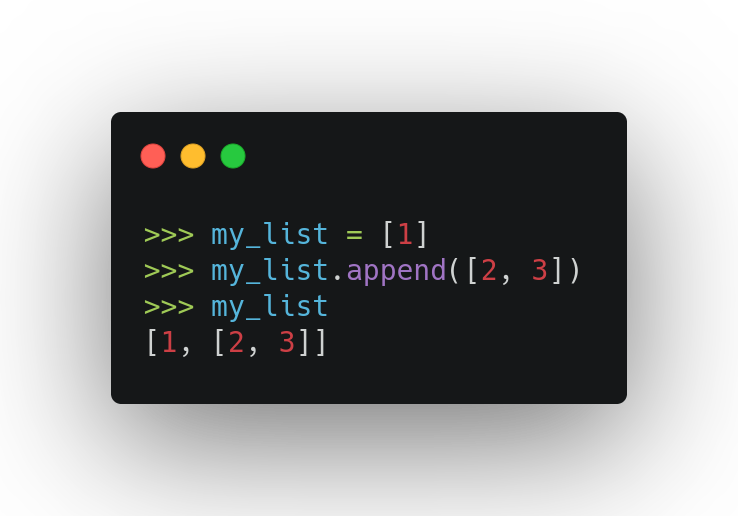 >>> my_list = [1]
>>> my_list.append([2, 3])
>>> my_list
[1, [2, 3]]